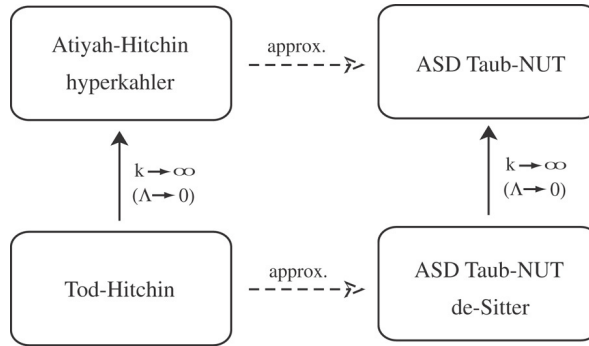 Atiyah-Hitchin
hyperkahler
approx.
ASD Taub-NUT
k → ∞
(Λ → 0)
k → ∞
(Λ → 0)
Tod-Hitchin
approx.
ASD Taub-NUT
de-Sitter